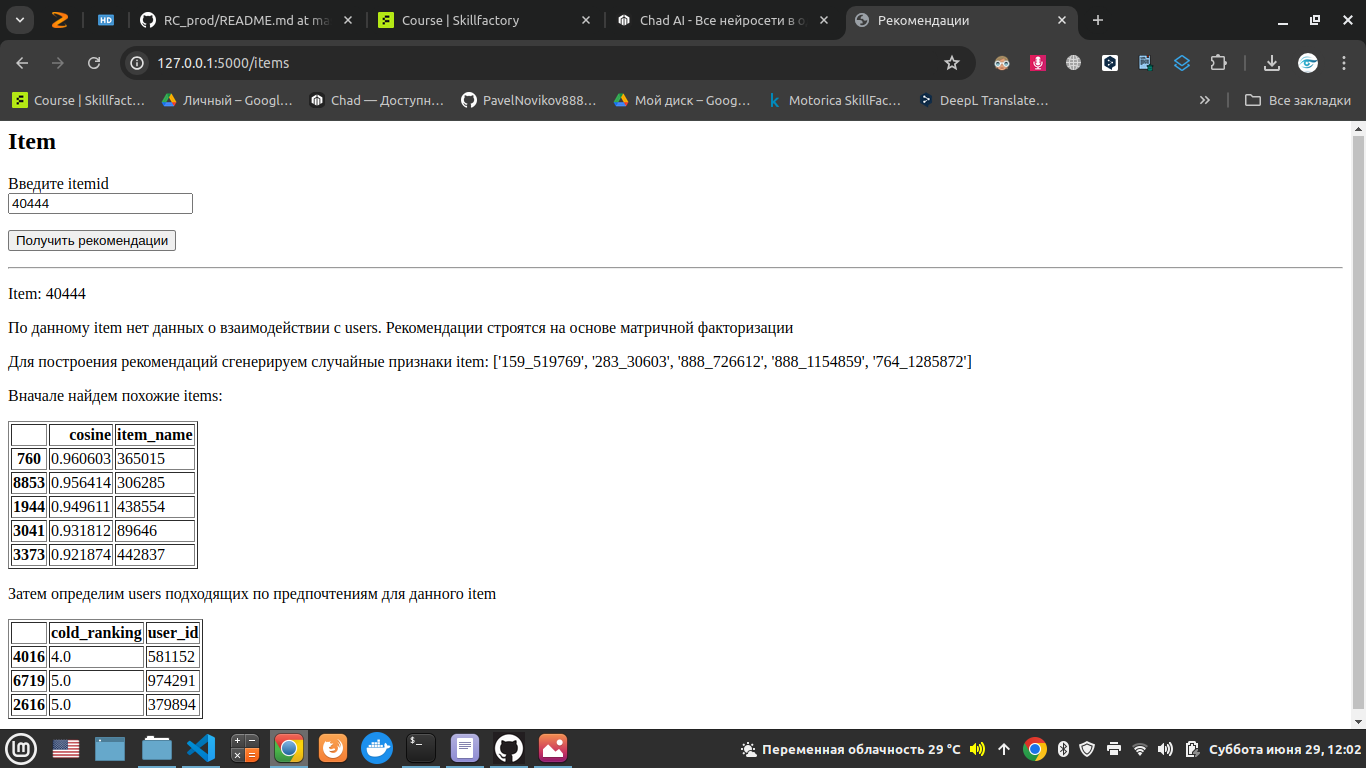 RC_prod/README.md at ma
Course | Skillfactory
Chad AI - Все нейросети в о
Рекомендации
127.0.0.1:5000/items
Course | Skillfact…
Личный – Googl…
Chad — Доступн…
PavelNovikov888…
Мой диск – Goog…
Motorica SkillFac…
DeepL Translate…
Все закладки
Item
Введите itemid
40444
Получить рекомендации
Item: 40444
По данному item нет данных о взаимодействии с users. Рекомендации строятся на основе матричной факторизации
Для построения рекомендаций сгенерируем случайные признаки item: ['159_519769', '283_30603', '888_726612', '888_1154859', '764_1285872']
Вначале найдем похожие items:
cosine item_name
760 0.960603 365015
8853 0.956414 306285
1944 0.949611 438554
3041 0.931812 89646
3373 0.921874 442837
Затем определим users подходящих по предпочтениям для данного item
cold_ranking user_id
4016 4.0 581152
6719 5.0 974291
2616 5.0 379894
Переменная облачность 29 °C
Суббота июня 29, 12:02